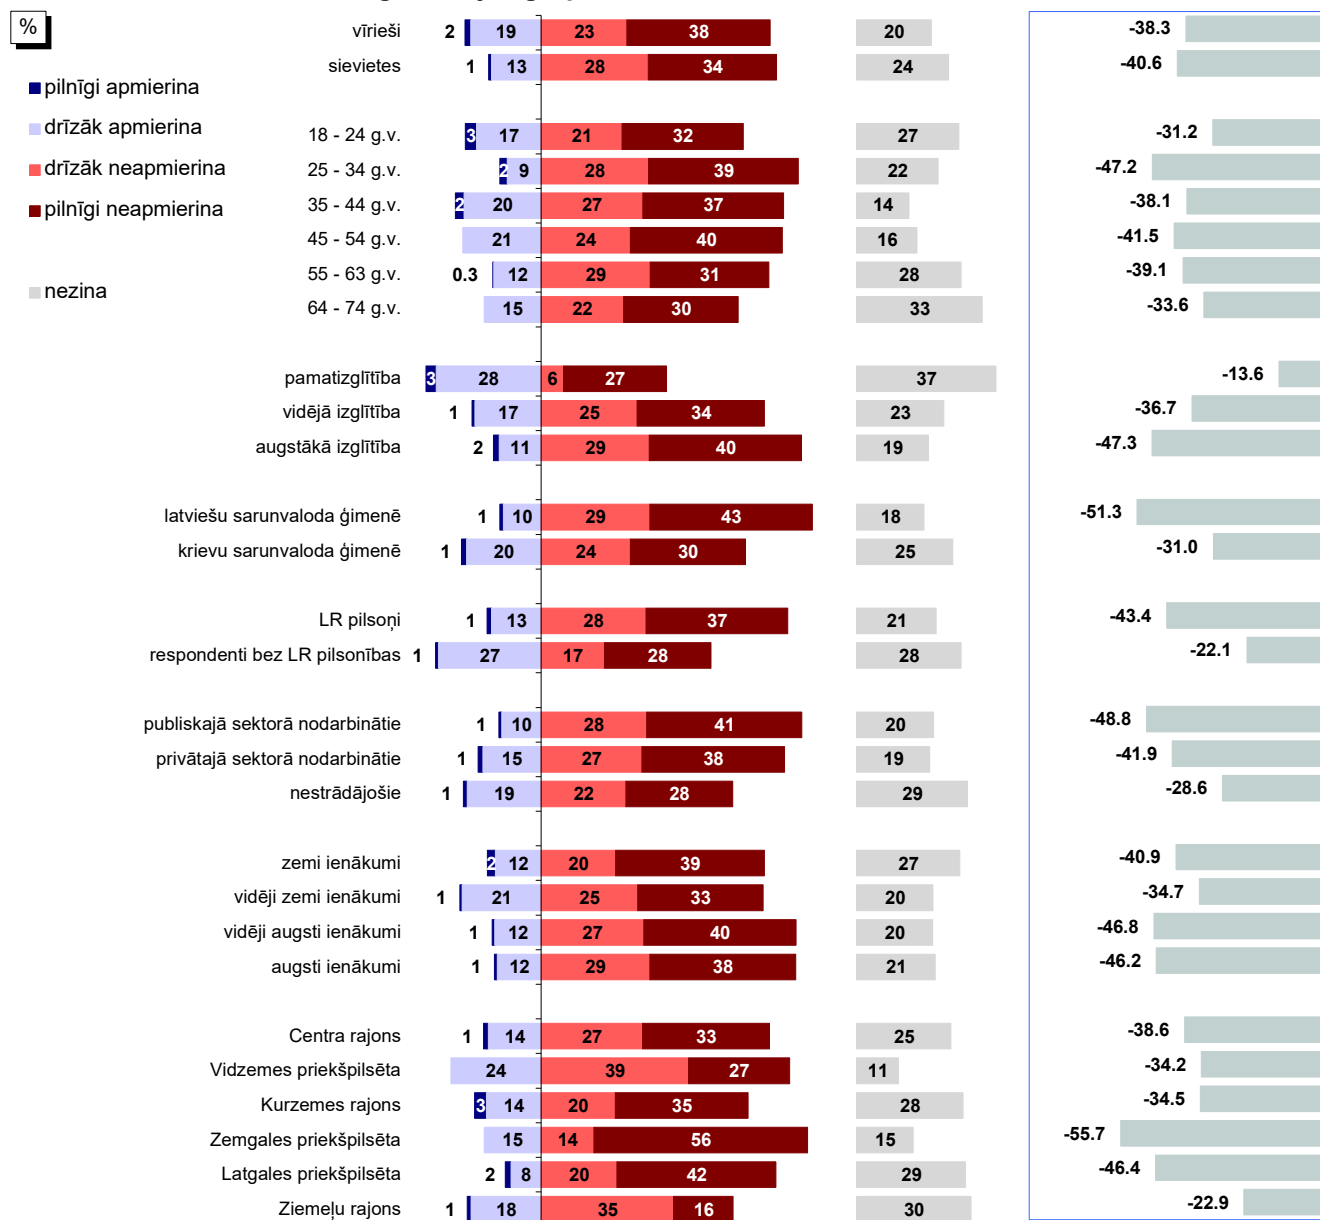 %
pilnīgi apmierina
drīzāk apmierina
drīzāk neapmierina
pilnīgi neapmierina
nezina
vīrieši 2 19 23 38 20 -38.3
sievietes 1 13 28 34 24 -40.6
18 - 24 g.v. 3 17 21 32 27 -31.2
25 - 34 g.v. 2 9 28 39 22 -47.2
35 - 44 g.v. 2 20 27 37 14 -38.1
45 - 54 g.v. 21 24 40 16 -41.5
55 - 63 g.v. 0.3 12 29 31 28 -39.1
64 - 74 g.v. 15 22 30 33 -33.6
pamatizglītība 3 28 6 27 37 -13.6
vidējā izglītība 1 17 25 34 23 -36.7
augstākā izglītība 2 11 29 40 19 -47.3
latviešu sarunvaloda ģimenē 1 10 29 43 18 -51.3
krievu sarunvaloda ģimenē 1 20 24 30 25 -31.0
LR pilsoņi 1 13 28 37 21 -43.4
respondenti bez LR pilsonības 1 27 17 28 28 -22.1
publiskajā sektorā nodarbinātie 1 10 28 41 20 -48.8
privātajā sektorā nodarbinātie 1 15 27 38 19 -41.9
nestrādājošie 1 19 22 28 29 -28.6
zemi ienākumi 2 12 20 39 27 -40.9
vidēji zemi ienākumi 1 21 25 33 20 -34.7
vidēji augsti ienākumi 1 12 27 40 20 -46.8
augsti ienākumi 1 12 29 38 21 -46.2
Centra rajons 1 14 27 33 25 -38.6
Vidzemes priekšpilsēta 24 39 27 11 -34.2
Kurzemes rajons 3 14 20 35 28 -34.5
Zemgales priekšpilsēta 15 14 56 15 -55.7
Latgales priekšpilsēta 2 8 20 42 29 -46.4
Ziemeļu rajons 1 18 35 16 30 -22.9